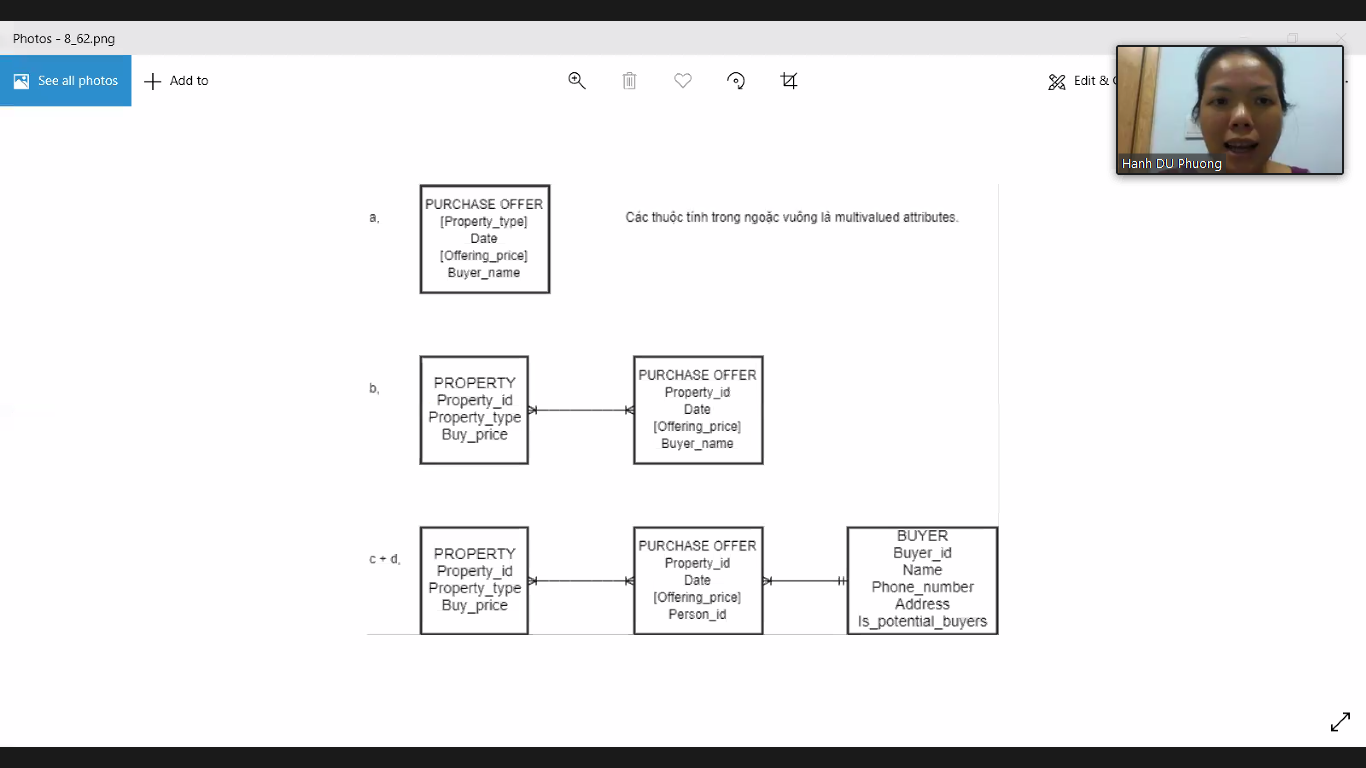 Photos - 8_62.png
See all photos
Add to
Edit &
Hanh DU Phuong
a,
PURCHASE OFFER
[Property_type]
Date
[Offering_price]
Buyer_name
Các thuộc tính trong ngoặc vuông là multivalued attributes.
b,
PROPERTY
Property_id
Property_type
Buy_price
PURCHASE OFFER
Property_id
Date
[Offering_price]
Buyer_name
c + d,
PROPERTY
Property_id
Property_type
Buy_price
PURCHASE OFFER
Property_id
Date
[Offering_price]
Person_id
BUYER
Buyer_id
Name
Phone_number
Address
Is_potential_buyers